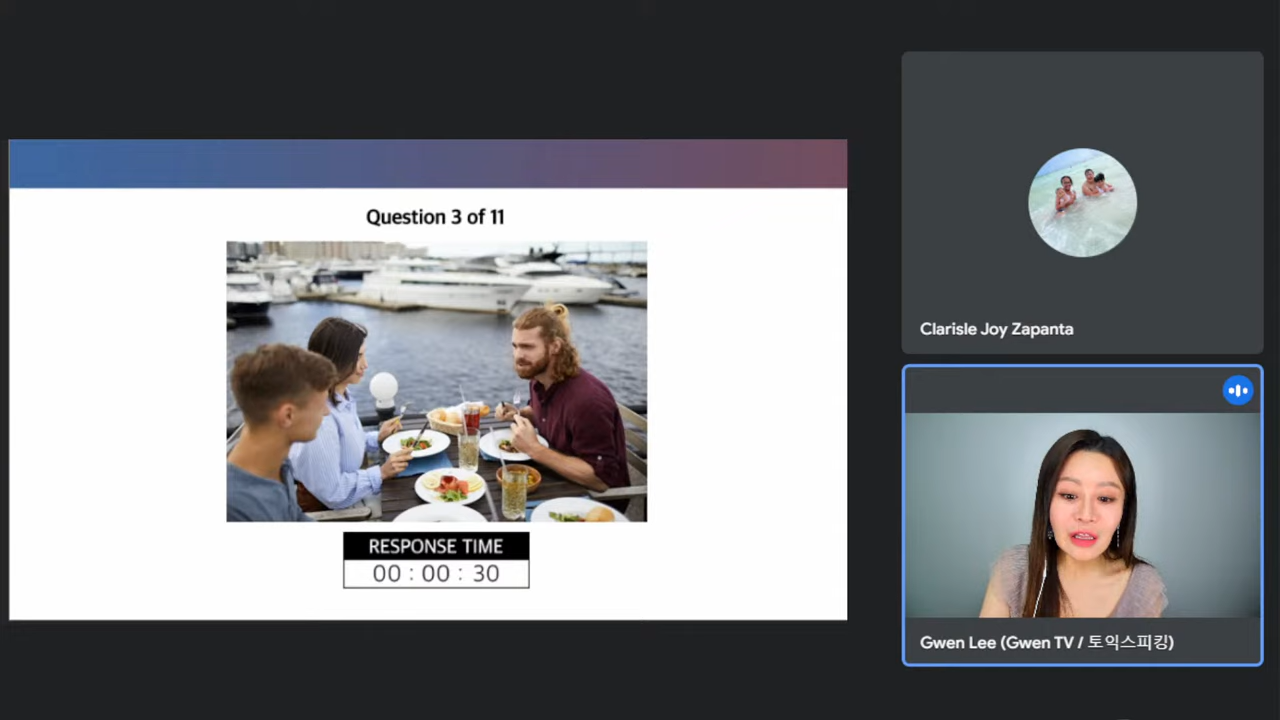 Question 3 of 11
RESPONSE TIME
00 : 00 : 30
Clarisle Joy Zapanta
Gwen Lee (Gwen TV / 토익스피킹)